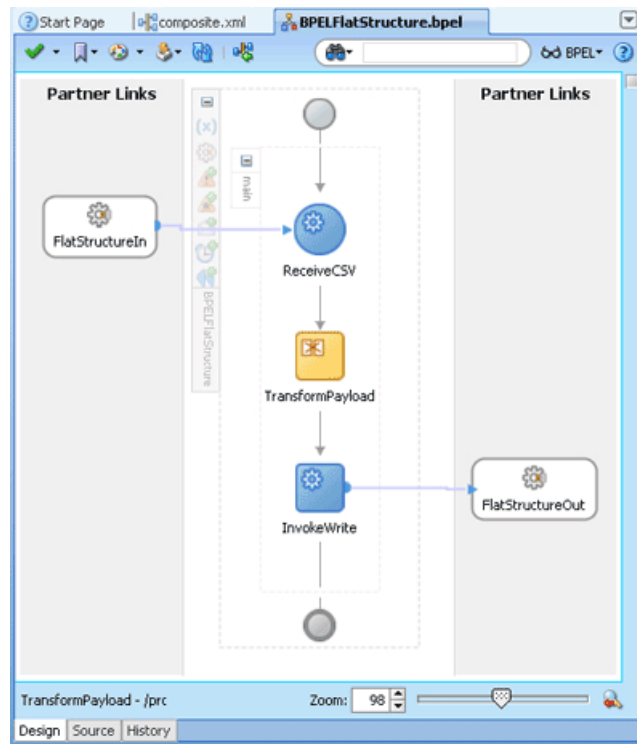 Start Page
composite.xml
BPELFlatStructure.bpel
BPEL
Partner Links
Partner Links
(x)
main
FlatStructureIn
ReceiveCSV
BPELFlatStructure
TransformPayload
InvokeWrite
FlatStructureOut
TransformPayload - /prc
Zoom: 98
Design Source History